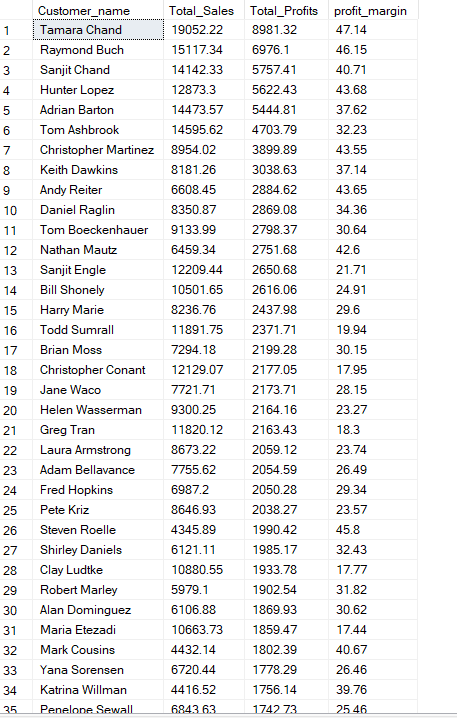 Customer_name Total_Sales Total_Profits profit_margin
1 Tamara Chand 19052.22 8981.32 47.14
2 Raymond Buch 15117.34 6976.1 46.15
3 Sanjit Chand 14142.33 5757.41 40.71
4 Hunter Lopez 12873.3 5622.43 43.68
5 Adrian Barton 14473.57 5444.81 37.62
6 Tom Ashbrook 14595.62 4703.79 32.23
7 Christopher Martinez 8954.02 3899.89 43.55
8 Keith Dawkins 8181.26 3038.63 37.14
9 Andy Reiter 6608.45 2884.62 43.65
10 Daniel Raglin 8350.87 2869.08 34.36
11 Tom Boeckenhauer 9133.99 2798.37 30.64
12 Nathan Mautz 6459.34 2751.68 42.6
13 Sanjit Engle 12209.44 2650.68 21.71
14 Bill Shonely 10501.65 2616.06 24.91
15 Harry Marie 8236.76 2437.98 29.6
16 Todd Sumrall 11891.75 2371.71 19.94
17 Brian Moss 7294.18 2199.28 30.15
18 Christopher Conant 12129.07 2177.05 17.95
19 Jane Waco 7721.71 2173.71 28.15
20 Helen Wasserman 9300.25 2164.16 23.27
21 Greg Tran 11820.12 2163.43 18.3
22 Laura Armstrong 8673.22 2059.12 23.74
23 Adam Bellavance 7755.62 2054.59 26.49
24 Fred Hopkins 6987.2 2050.28 29.34
25 Pete Kriz 8646.93 2038.27 23.57
26 Steven Roelle 4345.89 1990.42 45.8
27 Shirley Daniels 6121.11 1985.17 32.43
28 Clay Ludtke 10880.55 1933.78 17.77
29 Robert Marley 5979.1 1902.54 31.82
30 Alan Dominguez 6106.88 1869.93 30.62
31 Maria Etezadi 10663.73 1859.47 17.44
32 Mark Cousins 4432.14 1802.39 40.67
33 Yana Sorensen 6720.44 1778.29 26.46
34 Katrina Willman 4416.52 1756.14 39.76
35 Penelope Sewall 6843.63 1742.73 25.46